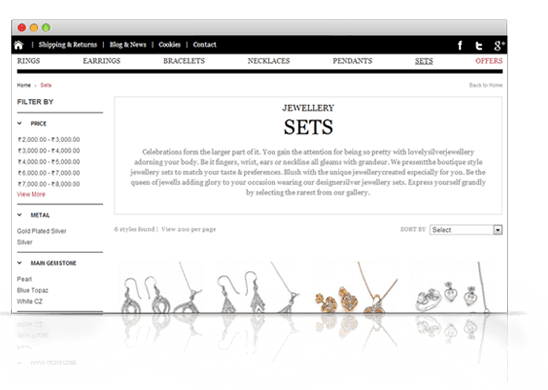 Shipping & Returns | Blog & News | Cookies | Contact
RINGS EARRINGS BRACELETS NECKLACES PENDANTS SETS OFFERS
Home › Sets
Back to Home
FILTER BY
PRICE
₹2,000.00 - ₹3,000.00
₹3,000.00 - ₹4,000.00
₹4,000.00 - ₹5,000.00
₹6,000.00 - ₹7,000.00
₹7,000.00 - ₹8,000.00
View More
METAL
Gold Plated Silver
Silver
MAIN GEMSTONE
Pearl
Blue Topaz
White CZ
JEWELLERY
SETS
Celebrations form the larger part of it. You gain the attention for being so pretty with lovelysilverjewellery
adorning your body. Be it fingers, wrist, ears or neckline all gleams with grandeur. We presentthe boutique style
jewellery sets to match your taste & preferences. Blush with the unique jewellerycreated especially for you. Be the
queen of jewells adding glory to your occasion wearing our designersilver jewellery sets. Express yourself grandly
by selecting the rarest from our gallery.
6 styles found | View 200 per page
SORT BY Select